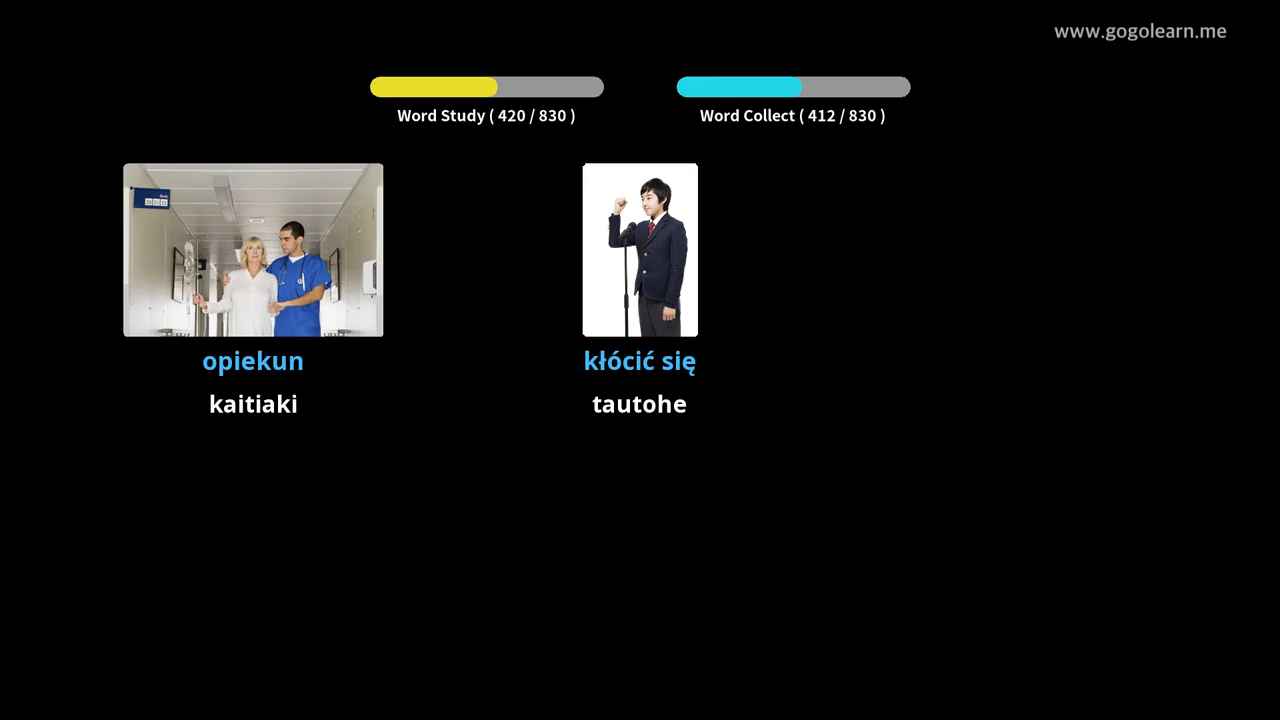 www.gogolearn.me
Word Study ( 420 / 830 )
Word Collect ( 412 / 830 )
opiekun
kłócić się
kaitiaki
tautohe